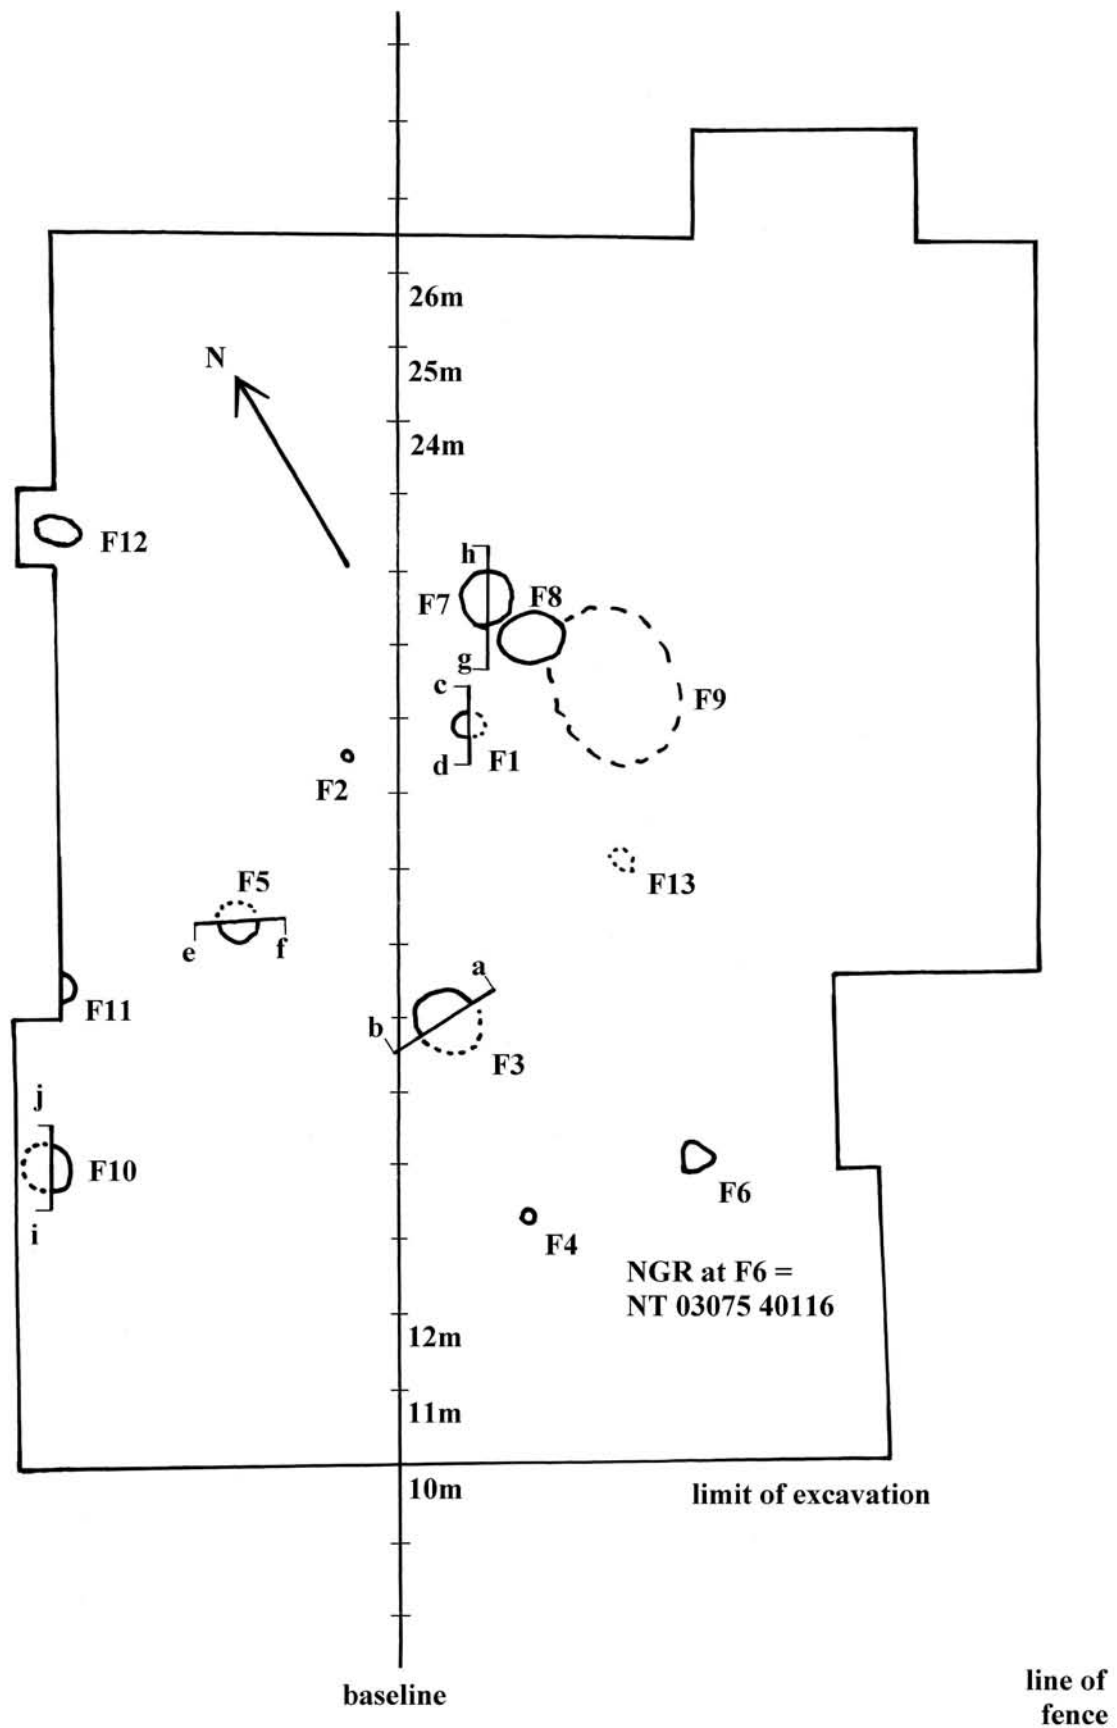 26m
N
25m
24m
F12
h
F7
F8
g
c
F9
d
F1
F2
F5
F13
e
f
a
F11
b
F3
j
F10
F6
i
F4
NGR at F6 =
NT 03075 40116
12m
11m
10m
limit of excavation
baseline
line of
fence